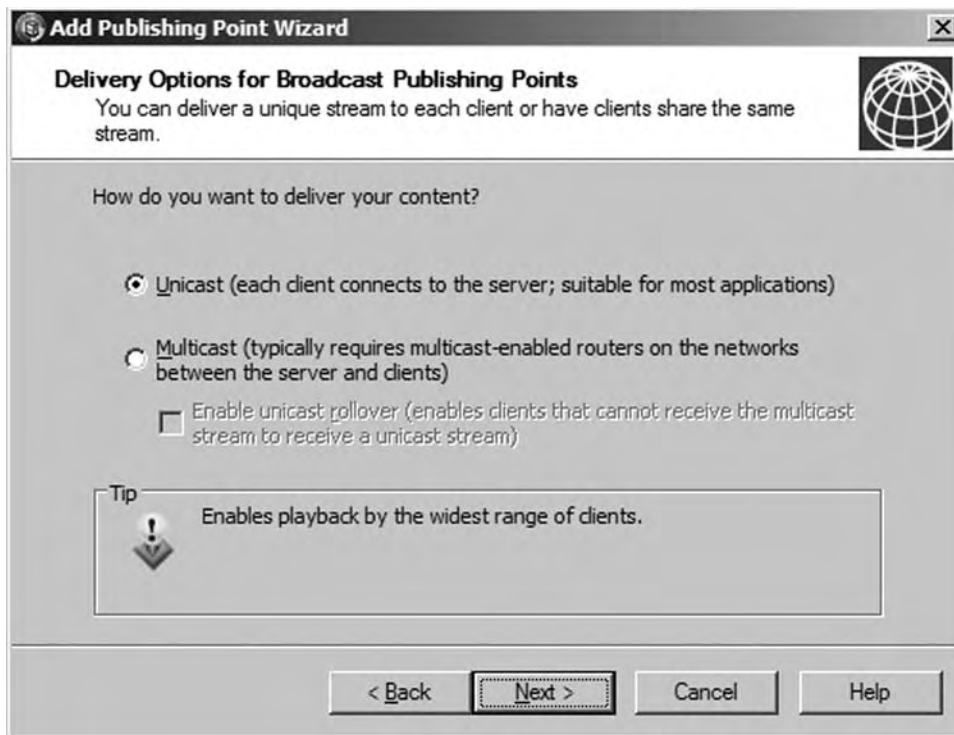 Add Publishing Point Wizard
Delivery Options for Broadcast Publishing Points
You can deliver a unique stream to each client or have clients share the same
stream.
How do you want to deliver your content?
Unicast (each client connects to the server; suitable for most applications)
Multicast (typically requires multicast-enabled routers on the networks
between the server and clients)
Enable unicast rollover (enables clients that cannot receive the multicast
stream to receive a unicast stream)
Tip
Enables playback by the widest range of clients.
< Back
Next >
Cancel
Help